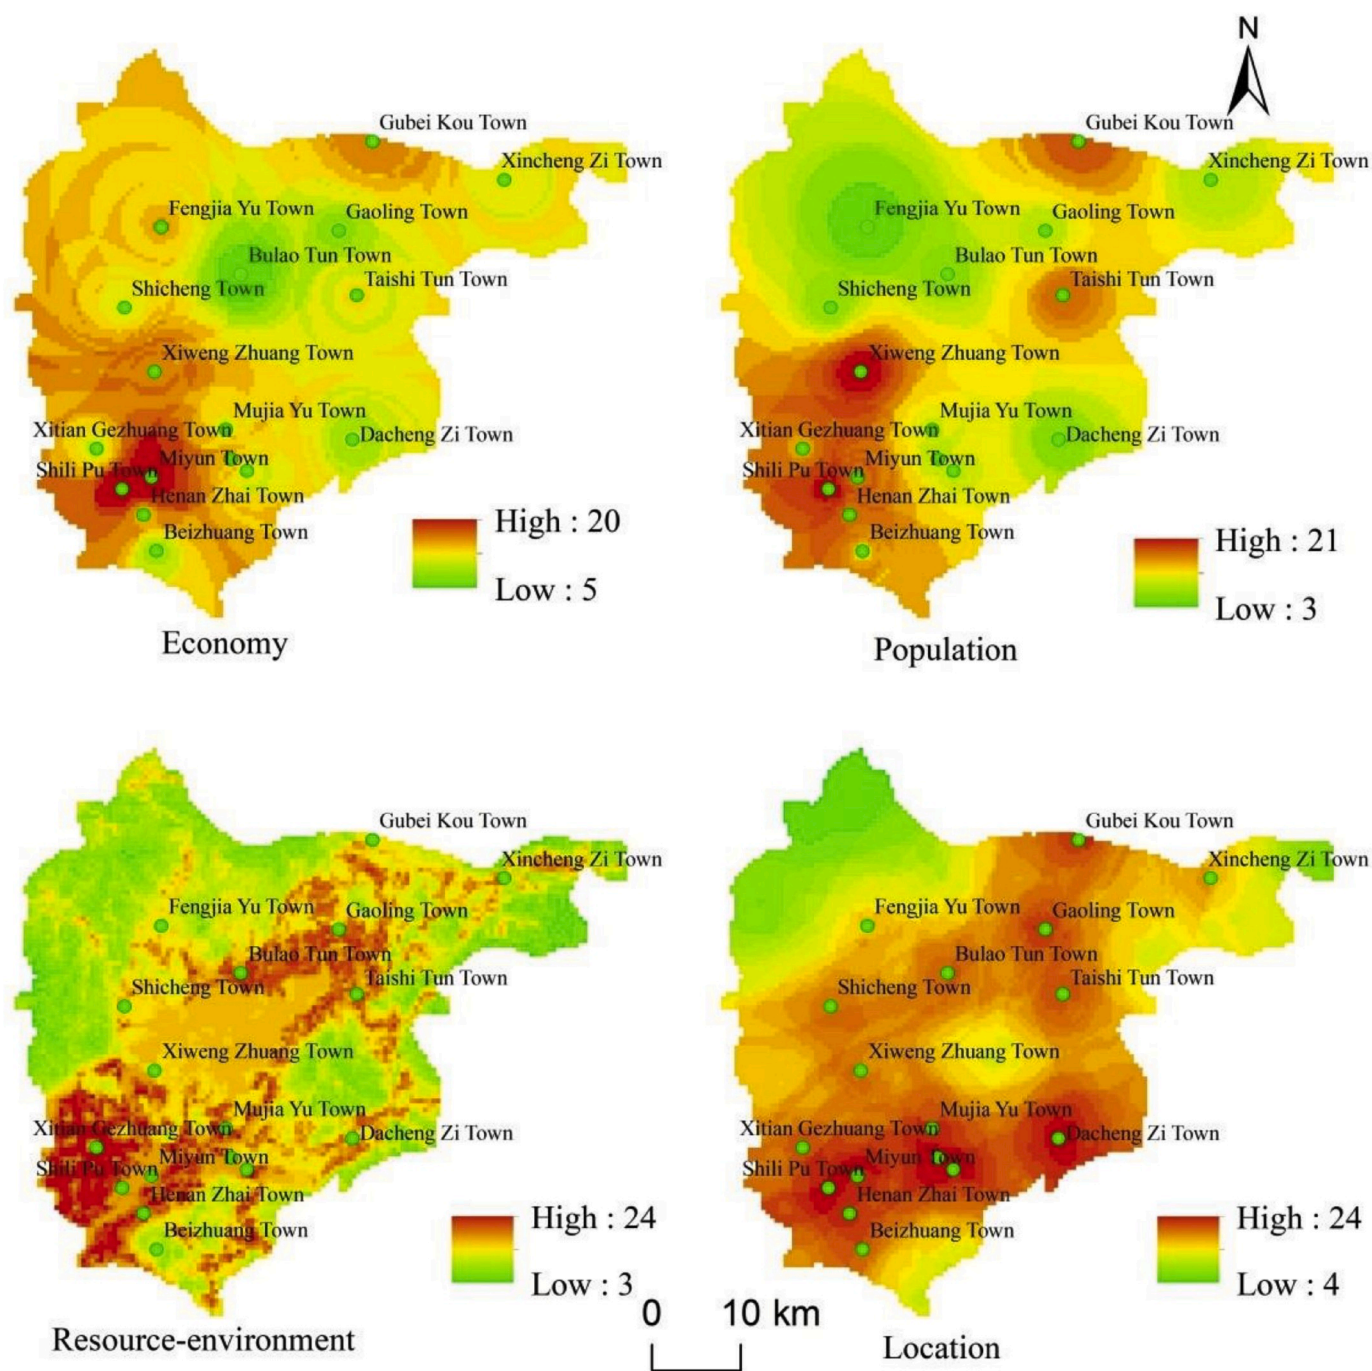 N
Gubei Kou Town
Xincheng Zi Town
Fengjia Yu Town
Gaoling Town
Bulao Tun Town
Taishi Tun Town
Shicheng Town
Xiweng Zhuang Town
Mujia Yu Town
Xitian Gezhuang Town
Dacheng Zi Town
Shili Pu Town
Miyun Town
Henan Zhai Town
Beizhuang Town
High : 20
Low : 5
Economy
Gubei Kou Town
Xincheng Zi Town
Fengjia Yu Town
Gaoling Town
Bulao Tun Town
Taishi Tun Town
Shicheng Town
Xiweng Zhuang Town
Mujia Yu Town
Xitian Gezhuang Town
Dacheng Zi Town
Shili Pu Town
Miyun Town
Henan Zhai Town
Beizhuang Town
High : 21
Low : 3
Population
Gubei Kou Town
Xincheng Zi Town
Fengjia Yu Town
Gaoling Town
Bulao Tun Town
Taishi Tun Town
Shicheng Town
Xiweng Zhuang Town
Mujia Yu Town
Xitian Gezhuang Town
Dacheng Zi Town
Shili Pu Town
Miyun Town
Henan Zhai Town
Beizhuang Town
High : 24
Low : 3
Resource-environment
Gubei Kou Town
Xincheng Zi Town
Fengjia Yu Town
Gaoling Town
Bulao Tun Town
Taishi Tun Town
Shicheng Town
Xiweng Zhuang Town
Mujia Yu Town
Xitian Gezhuang Town
Dacheng Zi Town
Shili Pu Town
Miyun Town
Henan Zhai Town
Beizhuang Town
High : 24
Low : 4
Location
0 10 km